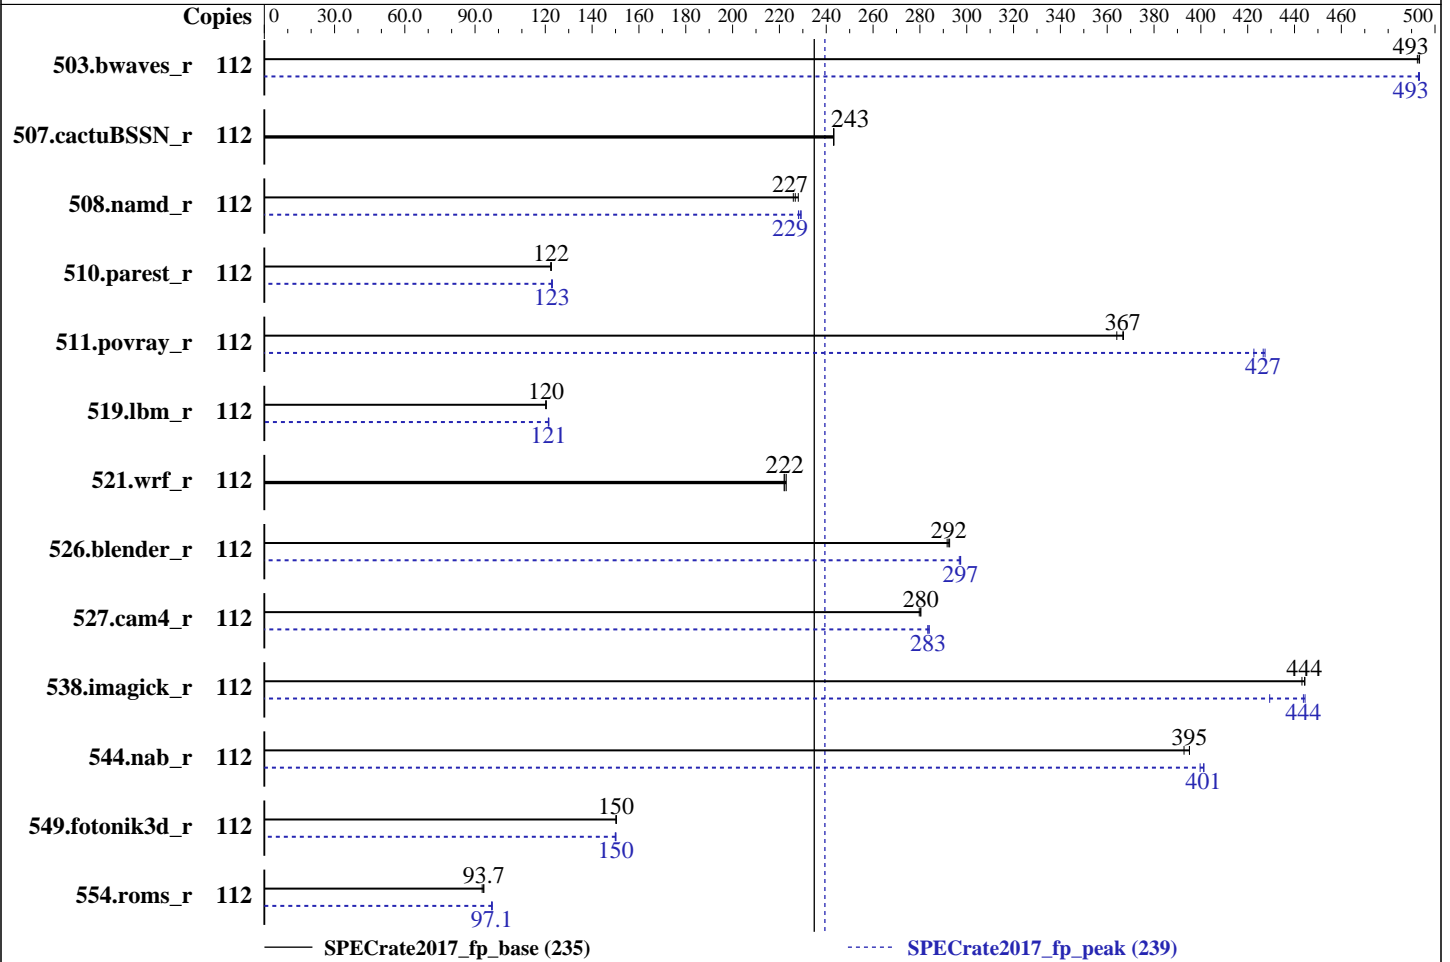 Copies 0 30.0 60.0 90.0 120 140 160 180 200 220 240 260 280 300 320 340 360 380 400 420 440 460 500
503.bwaves_r 112 493
493
507.cactuBSSN_r 112 243
508.namd_r 112 227
229
510.parest_r 112 122
123
511.povray_r 112 367
427
519.lbm_r 112 120
121
521.wrf_r 112 222
526.blender_r 112 292
297
527.cam4_r 112 280
283
538.imagick_r 112 444
444
544.nab_r 112 395
401
549.fotonik3d_r 112 150
150
554.roms_r 112 93.7
97.1
SPECrate2017_fp_base (235) SPECrate2017_fp_peak (239)